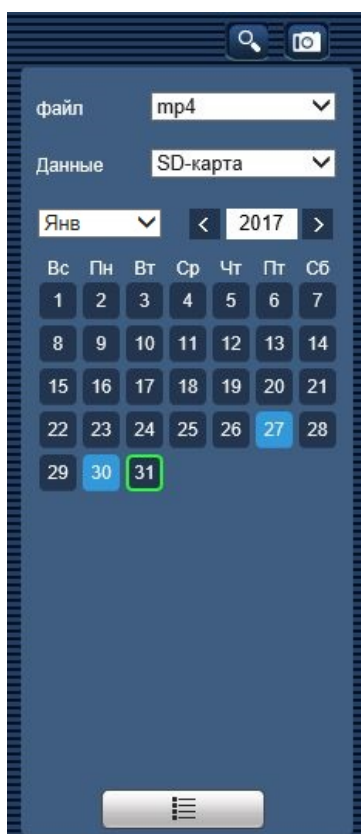 файл mp4
Данные SD-карта
Янв 2017
Вс Пн Вт Ср Чт Пт Сб
1 2 3 4 5 6 7
8 9 10 11 12 13 14
15 16 17 18 19 20 21
22 23 24 25 26 27 28
29 30 31